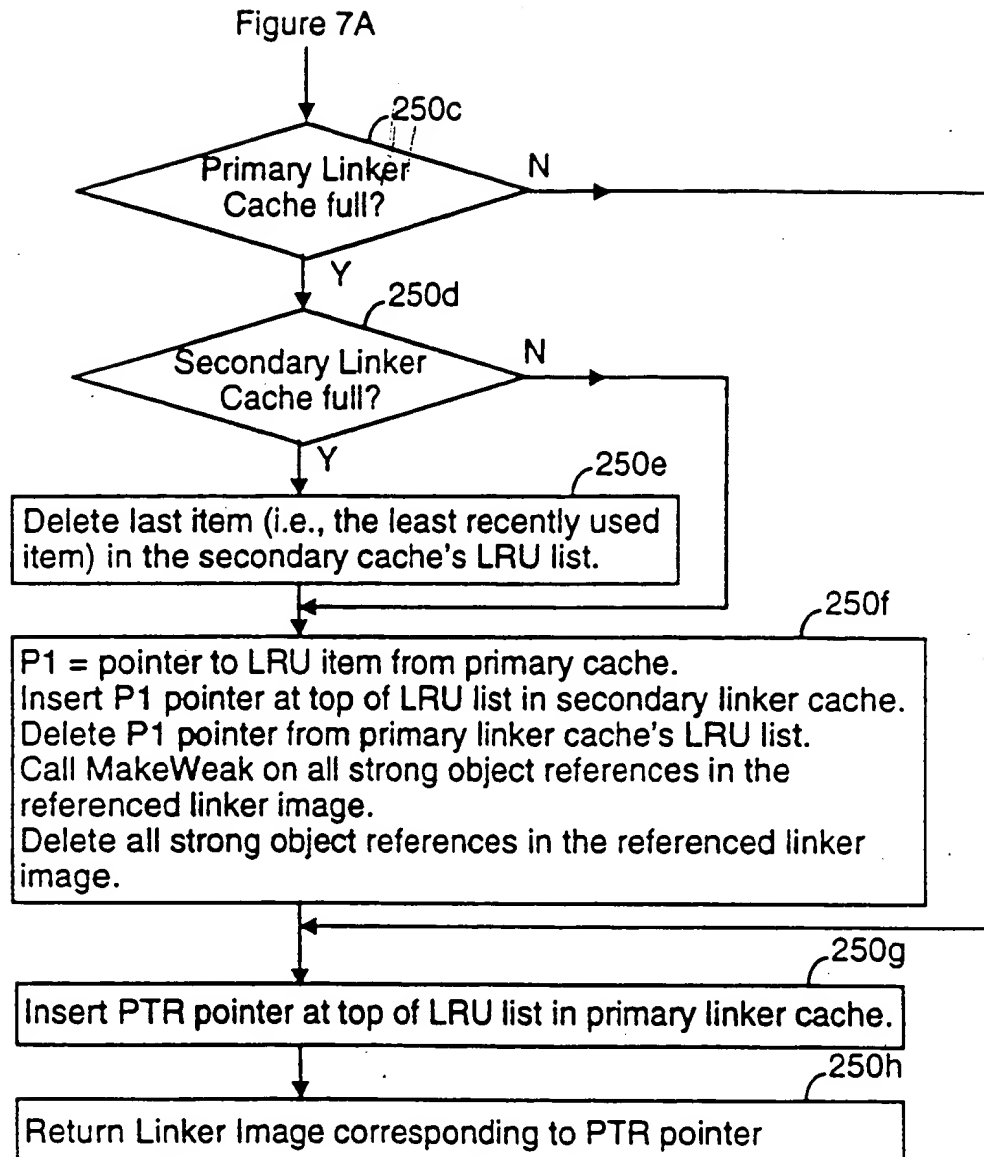 Figure 7A
250c
Primary Linker
Cache full?
N
Y
250d
Secondary Linker
Cache full?
N
Y
250e
Delete last item (i.e., the least recently used
item) in the secondary cache's LRU list.
250f
P1 = pointer to LRU item from primary cache.
Insert P1 pointer at top of LRU list in secondary linker cache.
Delete P1 pointer from primary linker cache's LRU list.
Call MakeWeak on all strong object references in the
referenced linker image.
Delete all strong object references in the referenced linker
image.
250g
Insert PTR pointer at top of LRU list in primary linker cache.
250h
Return Linker Image corresponding to PTR pointer